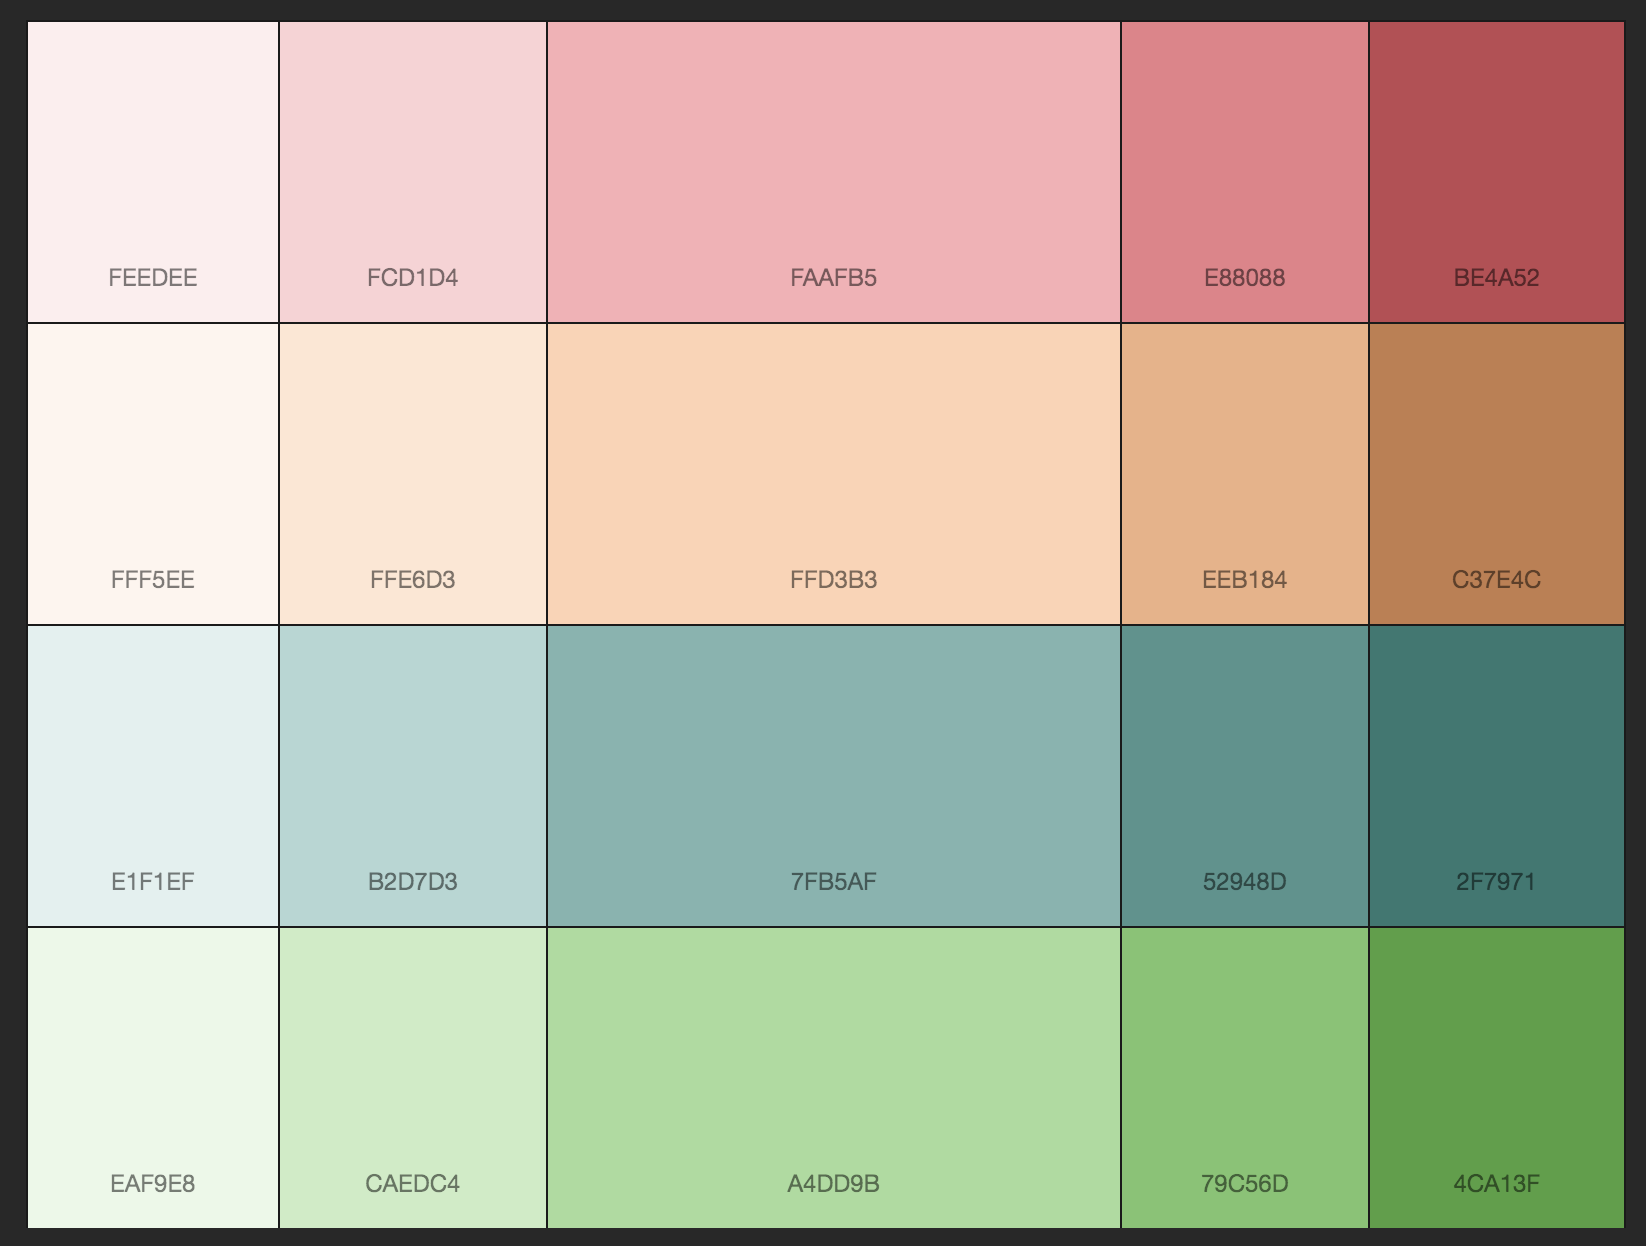 FEEDEE FCD1D4 FAAFB5 E88088 BE4A52
FFF5EE FFE6D3 FFD3B3 EEB184 C37E4C
E1F1EF B2D7D3 7FB5AF 52948D 2F7971
EAF9E8 CAEDC4 A4DD9B 79C56D 4CA13F